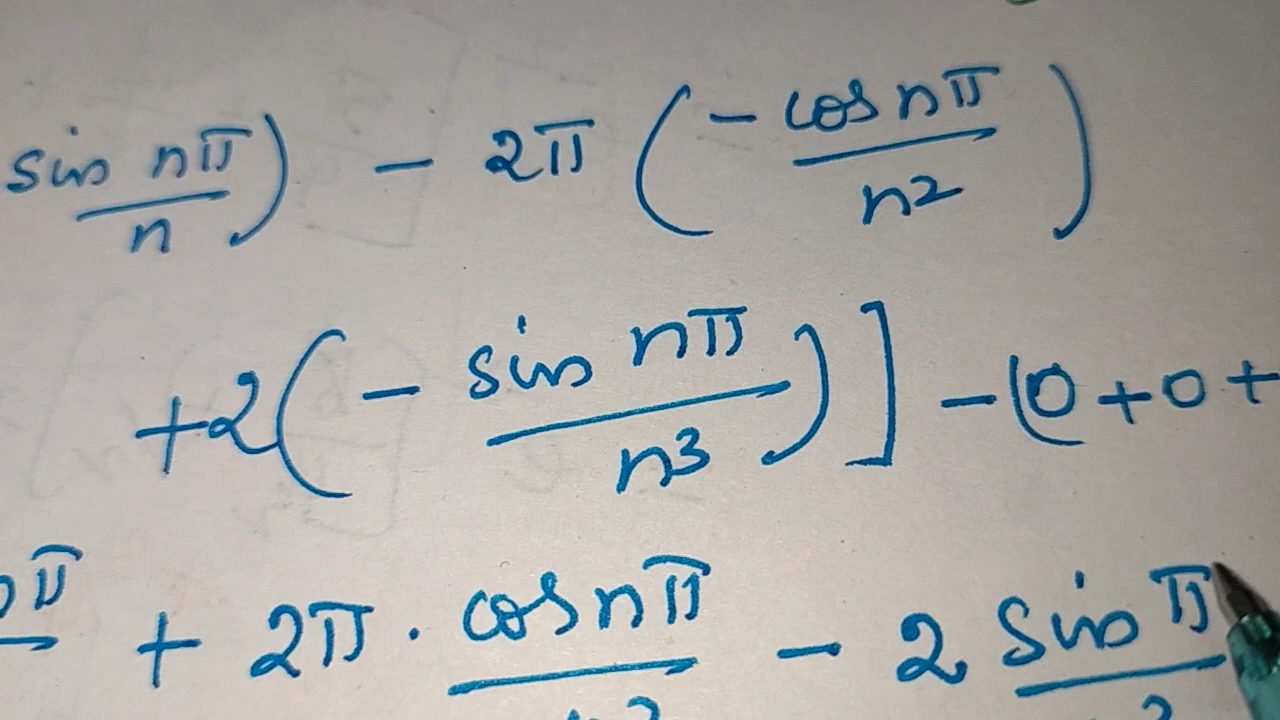 sin nπ/n) − 2π (−cos nπ/n2)
+2(− sin nπ/n3)] −(0+0+
π + 2π . cos nπ − 2 sin π